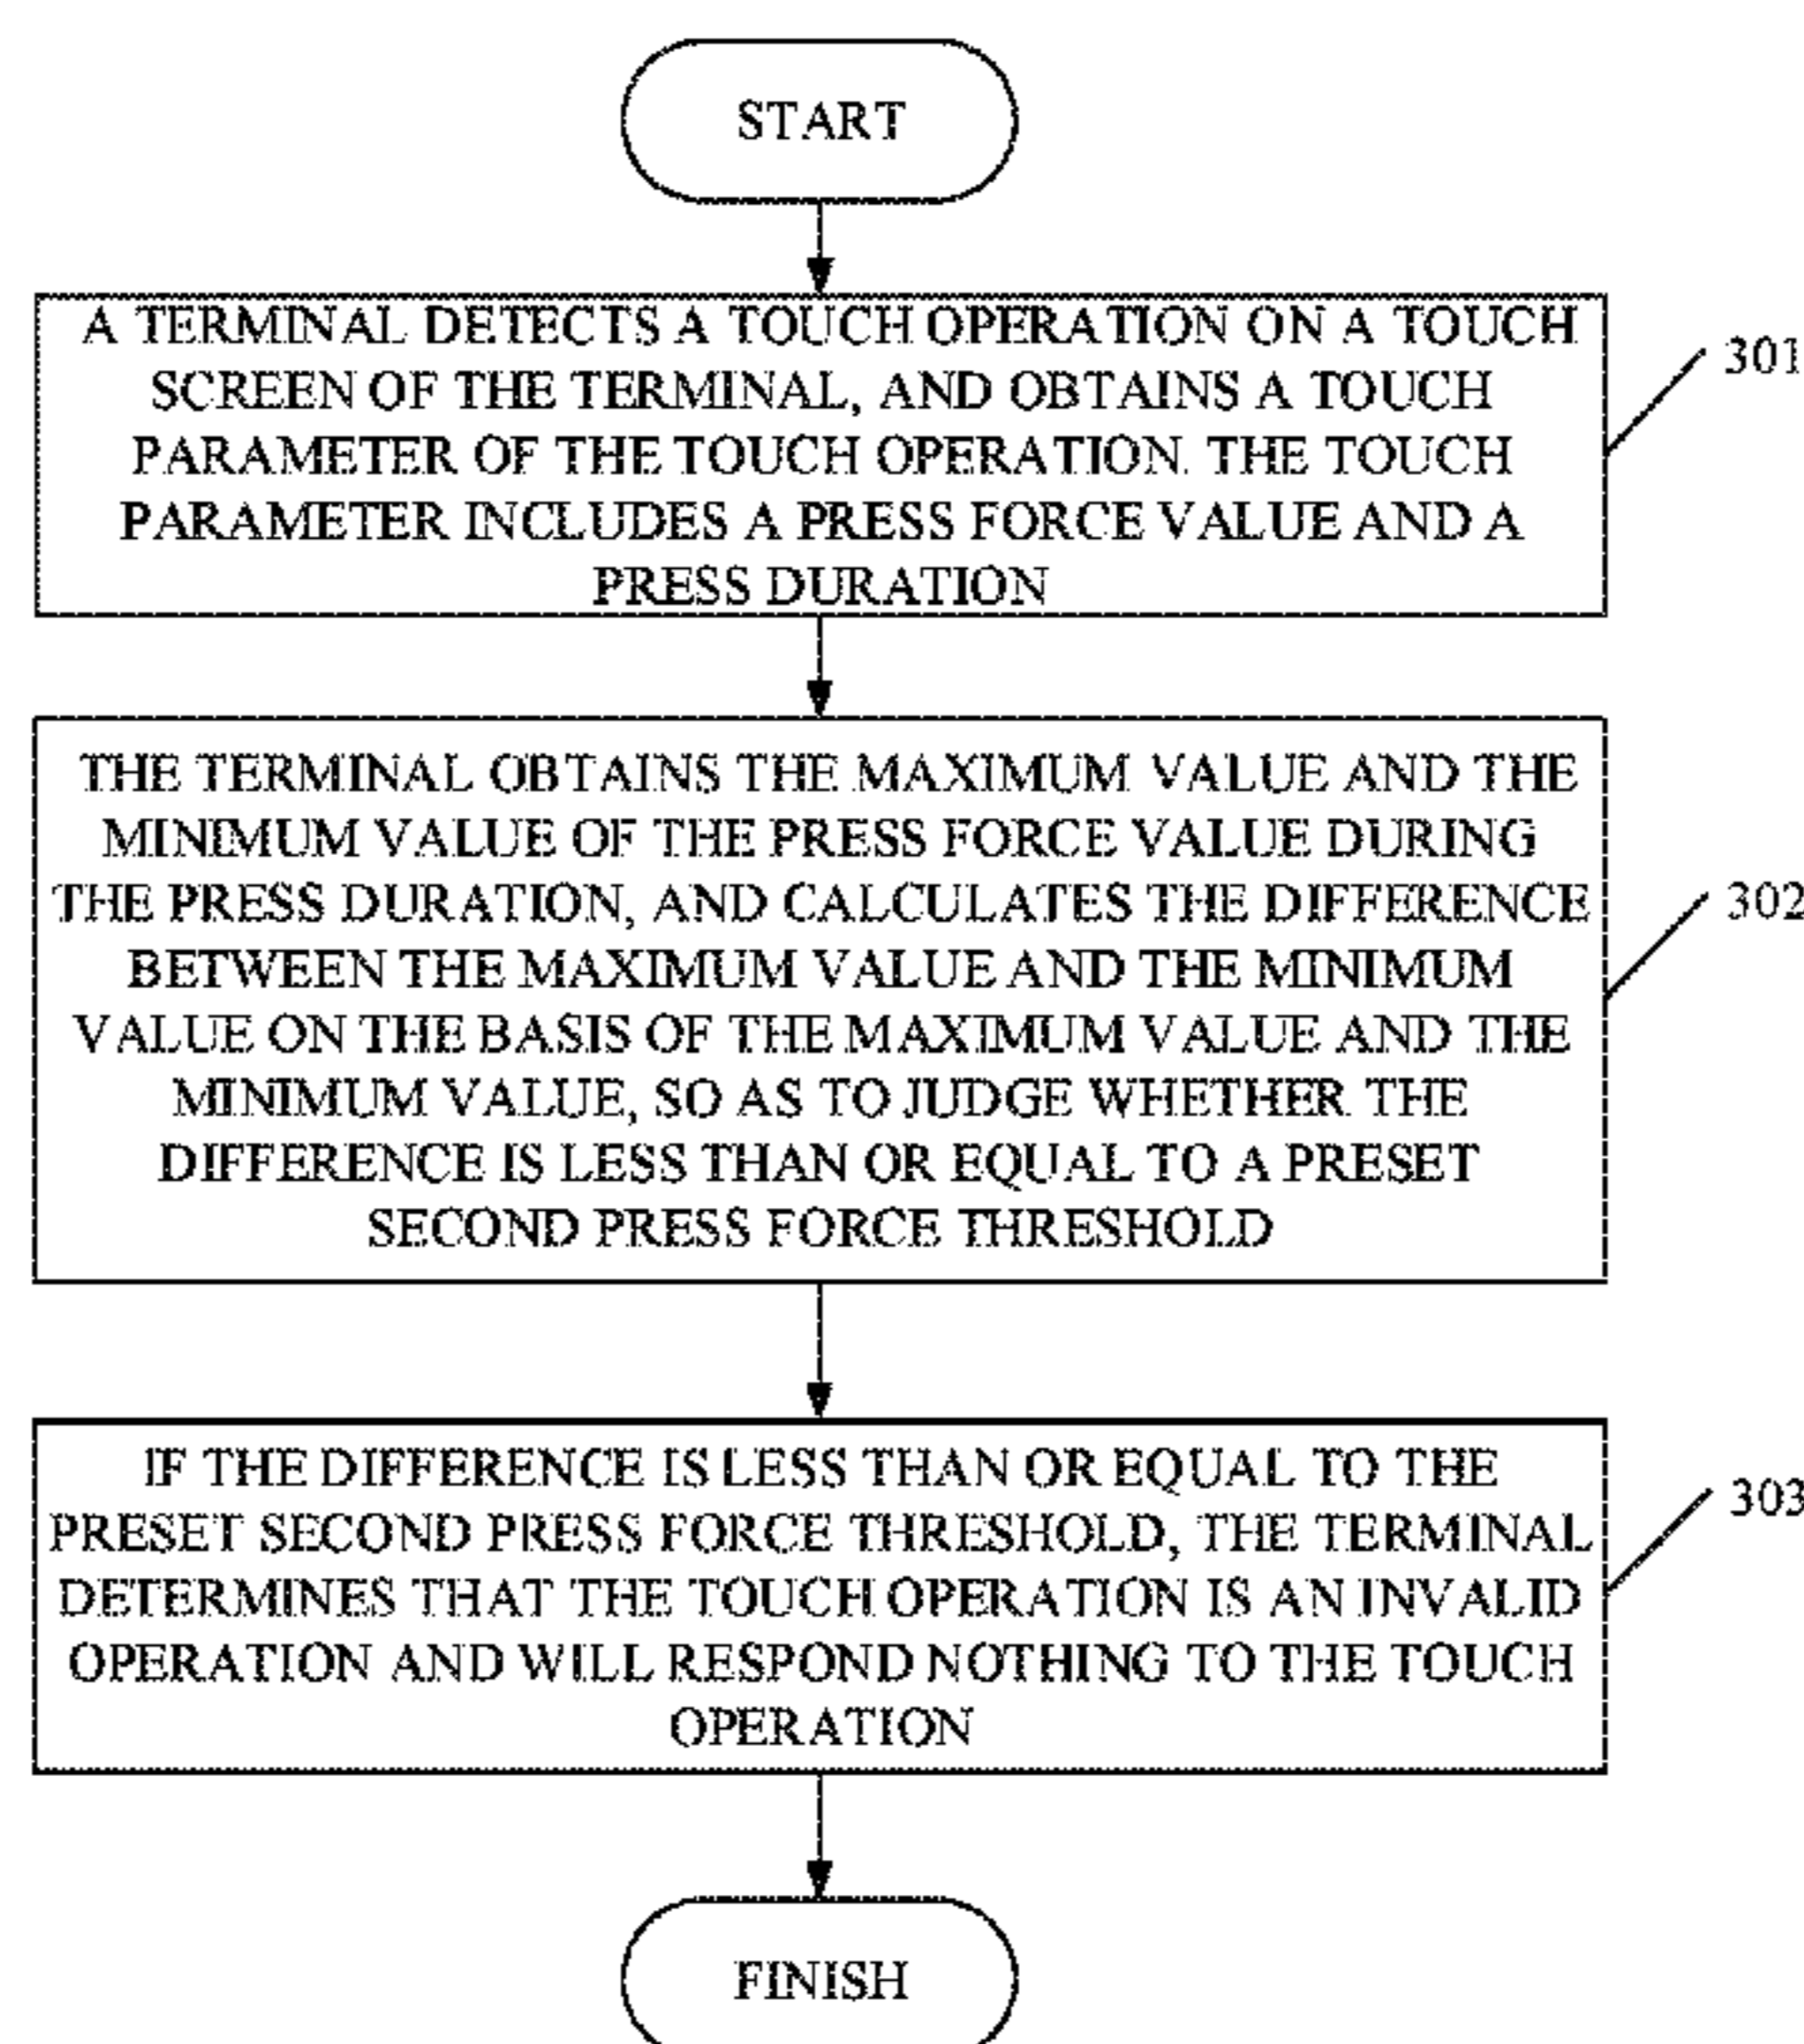 START
A TERMINAL DETECTS A TOUCH OPERATION ON A TOUCH
SCREEN OF THE TERMINAL, AND OBTAINS A TOUCH
PARAMETER OF THE TOUCH OPERATION. THE TOUCH
PARAMETER INCLUDES A PRESS FORCE VALUE AND A
PRESS DURATION
301
THE TERMINAL OBTAINS THE MAXIMUM VALUE AND THE
MINIMUM VALUE OF THE PRESS FORCE VALUE DURING
THE PRESS DURATION, AND CALCULATES THE DIFFERENCE
BETWEEN THE MAXIMUM VALUE AND THE MINIMUM
VALUE ON THE BASIS OF THE MAXIMUM VALUE AND THE
MINIMUM VALUE, SO AS TO JUDGE WHETHER THE
DIFFERENCE IS LESS THAN OR EQUAL TO A PRESET
SECOND PRESS FORCE THRESHOLD
302
IF THE DIFFERENCE IS LESS THAN OR EQUAL TO THE
PRESET SECOND PRESS FORCE THRESHOLD, THE TERMINAL
DETERMINES THAT THE TOUCH OPERATION IS AN INVALID
OPERATION AND WILL RESPOND NOTHING TO THE TOUCH
OPERATION
303
FINISH